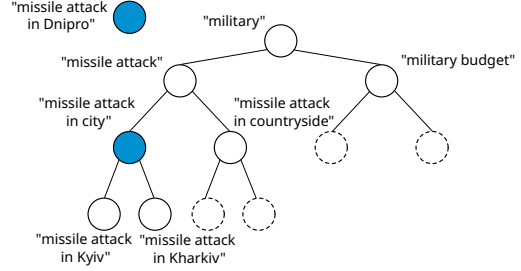 "missile attack
in Dnipro"
"military"
"missile attack"
"military budget"
"missile attack
in city"
"missile attack
in countryside"
"missile attack
in Kyiv"
"missile attack
in Kharkiv"